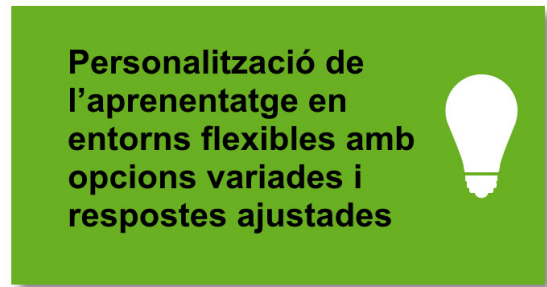 Personalització de
l’aprenentatge en
entorns flexibles amb
opcions variades i
respostes ajustades